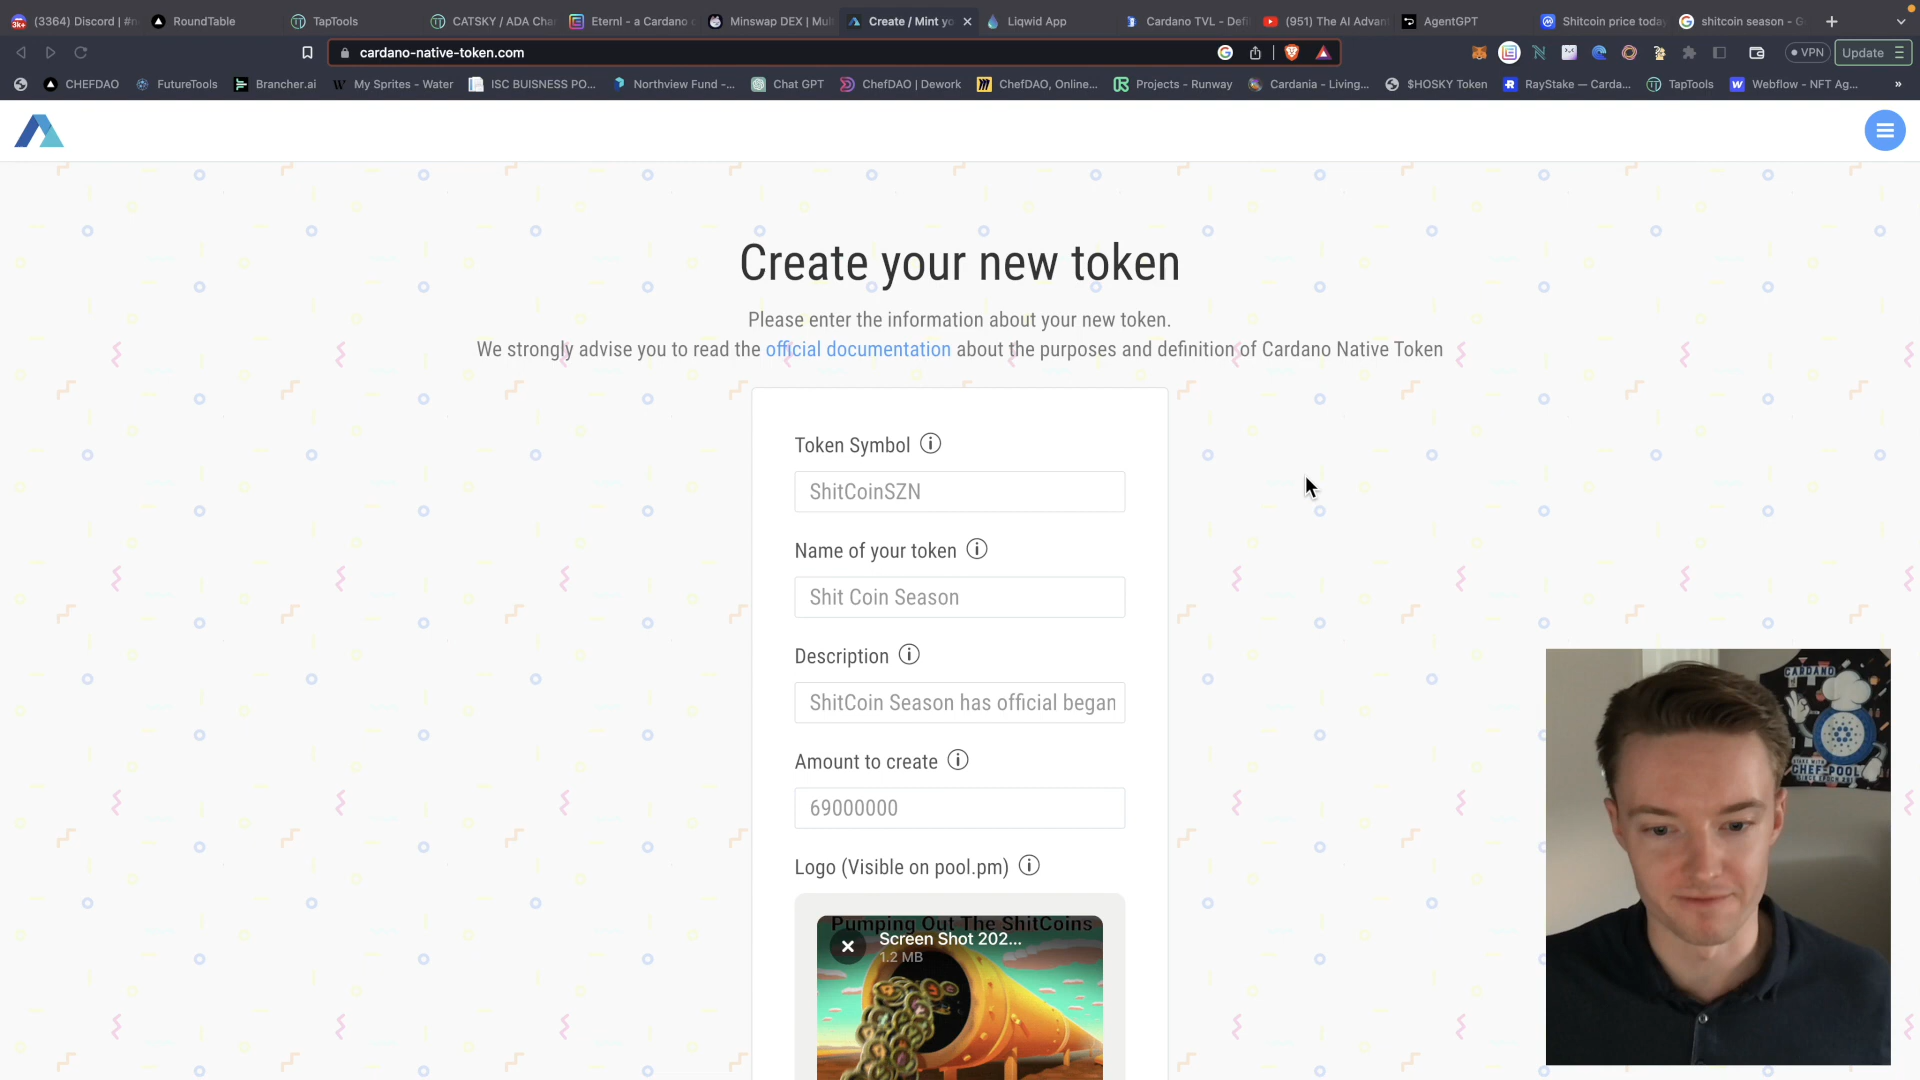 (3364) Discord | #n
RoundTable
TapTools
CATSKY / ADA Cha
Eternl - a Cardano
Minswap DEX | Mul
Create / Mint yo
Liqwid App
Cardano TVL - Defi
(951) The AI Advan
AgentGPT
Shitcoin price today
shitcoin season - G
cardano-native-token.com
VPN
Update
CHEFDAO
FutureTools
Brancher.ai
My Sprites - Water
ISC BUISNESS PO...
Northview Fund -...
Chat GPT
ChefDAO | Dework
ChefDAO, Online...
Projects - Runway
Cardania - Living...
$HOSKY Token
RayStake — Carda...
TapTools
Webflow - NFT Ag...
»
Create your new token
Please enter the information about your new token.
We strongly advise you to read the official documentation about the purposes and definition of Cardano Native Token
Token Symbol
ShitCoinSZN
Name of your token
Shit Coin Season
Description
ShitCoin Season has official began
Amount to create
69000000
Logo (Visible on pool.pm)
Pumping Out The ShitCoins
Screen Shot 202...
1.2 MB
CARDANO
STAKE WITH
CHEF-POOL